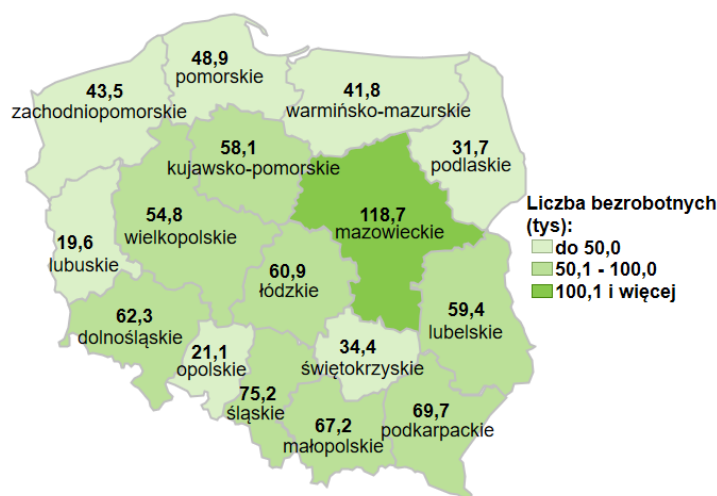 48,9
pomorskie
43,5
zachodniopomorskie
41,8
warmińsko-mazurskie
31,7
podlaskie
58,1
kujawsko-pomorskie
118,7
mazowieckie
54,8
wielkopolskie
19,6
lubuskie
60,9
łódzkie
59,4
lubelskie
62,3
dolnośląskie
21,1
opolskie
34,4
świętokrzyskie
75,2
śląskie
67,2
małopolskie
69,7
podkarpackie
Liczba bezrobotnych
(tys):
do 50,0
50,1 - 100,0
100,1 i więcej